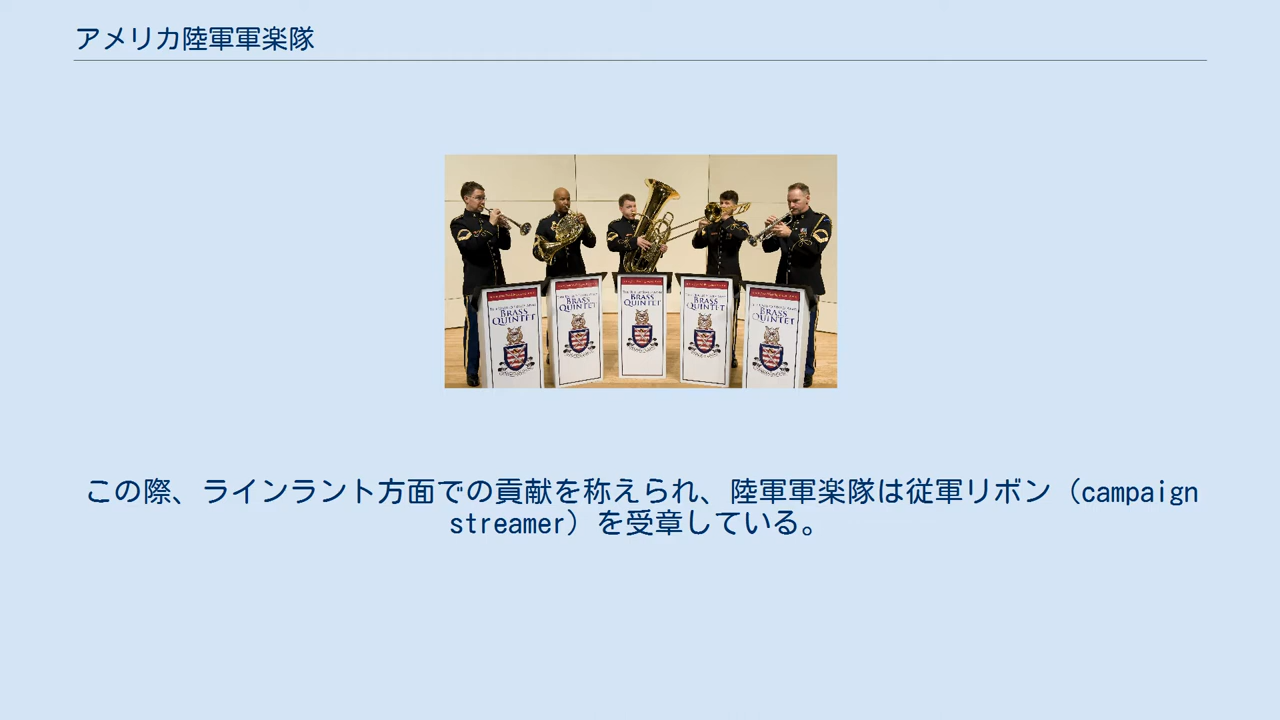 アメリカ陸軍軍楽隊
BRASS
QUINTET
BRASS
QUINTET
BRASS
QUINTET
BRASS
QUINTET
BRASS
QUINTET
この際、ラインラント方面での貢献を称えられ、陸軍軍楽隊は従軍リボン（campaign
streamer）を受章している。